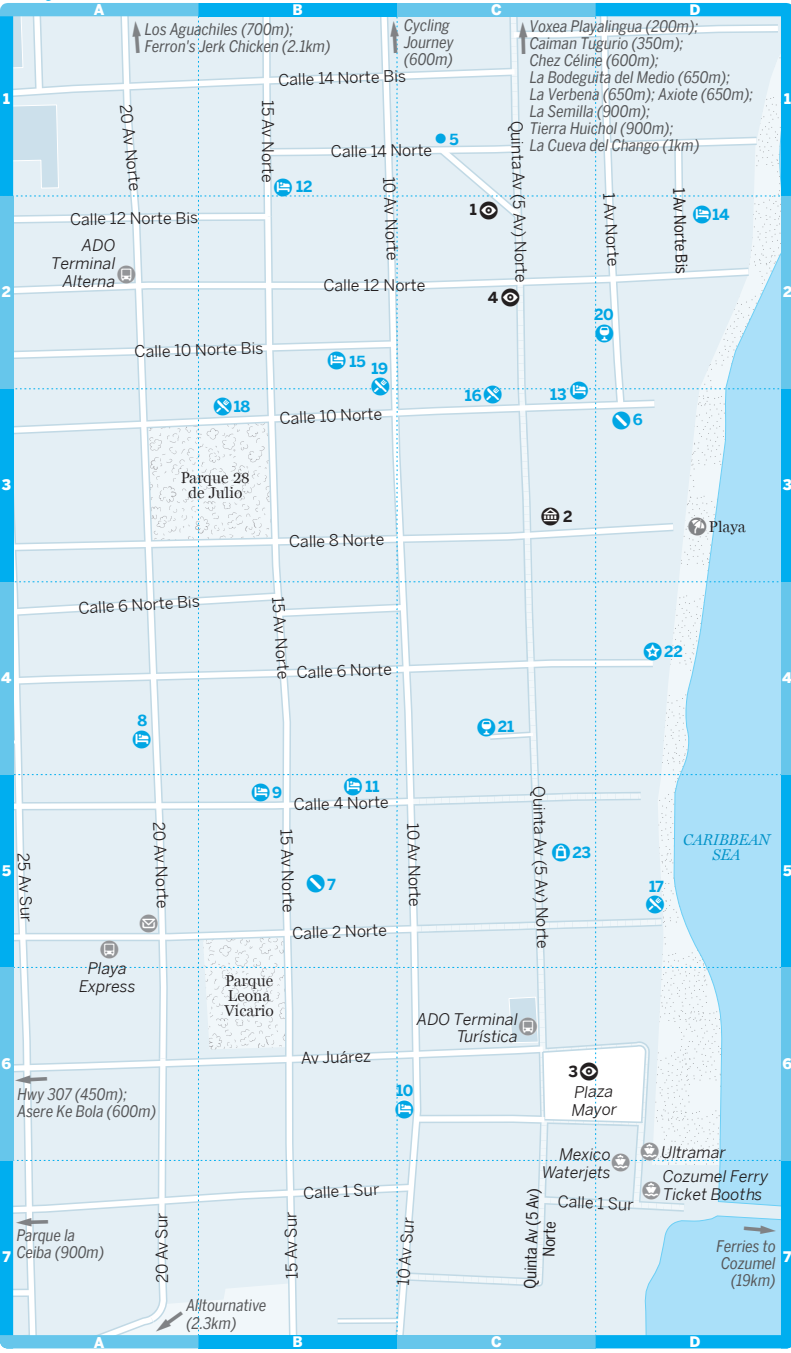 A
B
C
D
Los Aguachiles (700m);
Ferron's Jerk Chicken (2.1km)
Cycling
Journey
(600m)
Voxea Playalingua (200m);
Caiman Tugurio (350m);
Chez Céline (600m);
La Bodeguita del Medio (650m);
La Verbena (650m); Axiote (650m);
La Semilla (900m);
Tierra Huichol (900m);
La Cueva del Chango (1km)
Calle 14 Norte Bis
1
1
20 Av Norte
15 Av Norte
Quinta Av (5 Av) Norte
5
Calle 14 Norte
12
10 Av Norte
1 Av Norte
1 Av Norte Bis
1
14
Calle 12 Norte Bis
ADO
Terminal
Alterna
2
2
Calle 12 Norte
4
20
Calle 10 Norte Bis
15
19
16
13
18
Calle 10 Norte
6
Parque 28
de Julio
3
3
2
Playa
Calle 8 Norte
Calle 6 Norte Bis
15 Av Norte
22
Calle 6 Norte
4
4
8
21
9
11
Calle 4 Norte
Quinta Av (5 Av) Norte
20 Av Norte
15 Av Norte
10 Av Norte
25 Av Sur
CARIBBEAN
SEA
23
5
5
7
17
Calle 2 Norte
Playa
Express
Parque
Leona
Vicario
ADO Terminal
Turística
Av Juárez
6
6
3
Plaza
Mayor
Hwy 307 (450m);
Asere Ke Bola (600m)
10
Mexico
Waterjets
Ultramar
Cozumel Ferry
Ticket Booths
Calle 1 Sur
Calle 1 Sur
20 Av Sur
15 Av Sur
10 Av Sur
Quinta Av (5 Av)
Norte
Parque la
Ceiba (900m)
7
7
Ferries to
Cozumel
(19km)
Alltournative
(2.3km)
A
B
C
D